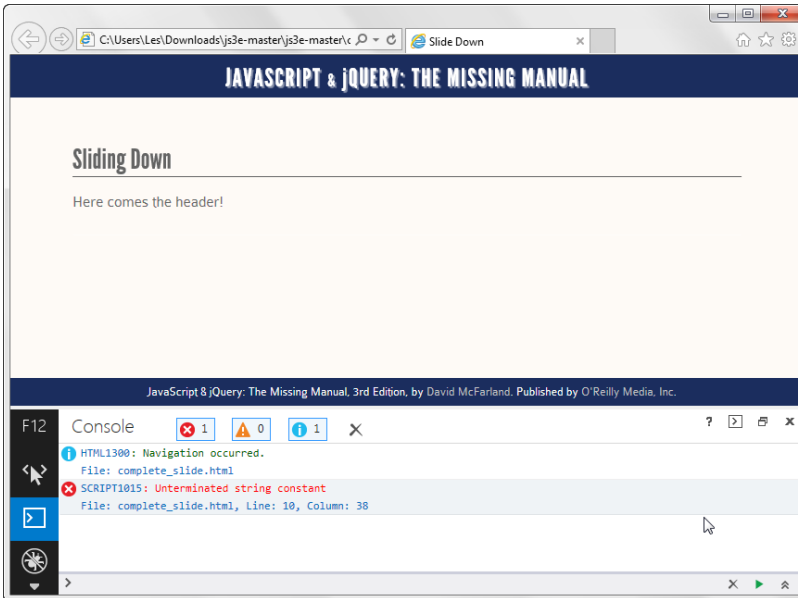 C:\Users\Les\Downloads\js3e-master\js3e-master\c
Slide Down
JAVASCRIPT & jQUERY: THE MISSING MANUAL
Sliding Down
Here comes the header!
JavaScript & jQuery: The Missing Manual, 3rd Edition, by David McFarland. Published by O'Reilly Media, Inc.
F12 Console 1 0 1 ?
HTML1300: Navigation occurred.
File: complete_slide.html
SCRIPT1015: Unterminated string constant
File: complete_slide.html, Line: 10, Column: 38